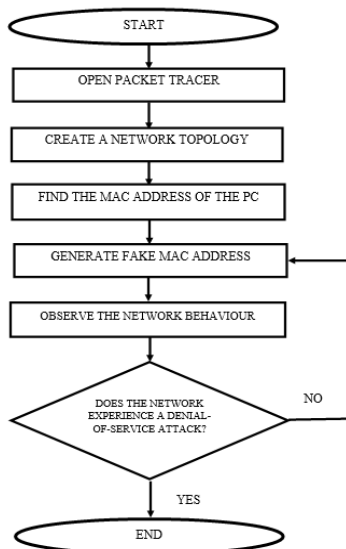 START
OPEN PACKET TRACER
CREATE A NETWORK TOPOLOGY
FIND THE MAC ADDRESS OF THE PC
GENERATE FAKE MAC ADDRESS
OBSERVE THE NETWORK BEHAVIOUR
DOES THE NETWORK
EXPERIENCE A DENIAL-
OF-SERVICE ATTACK?
NO
YES
END